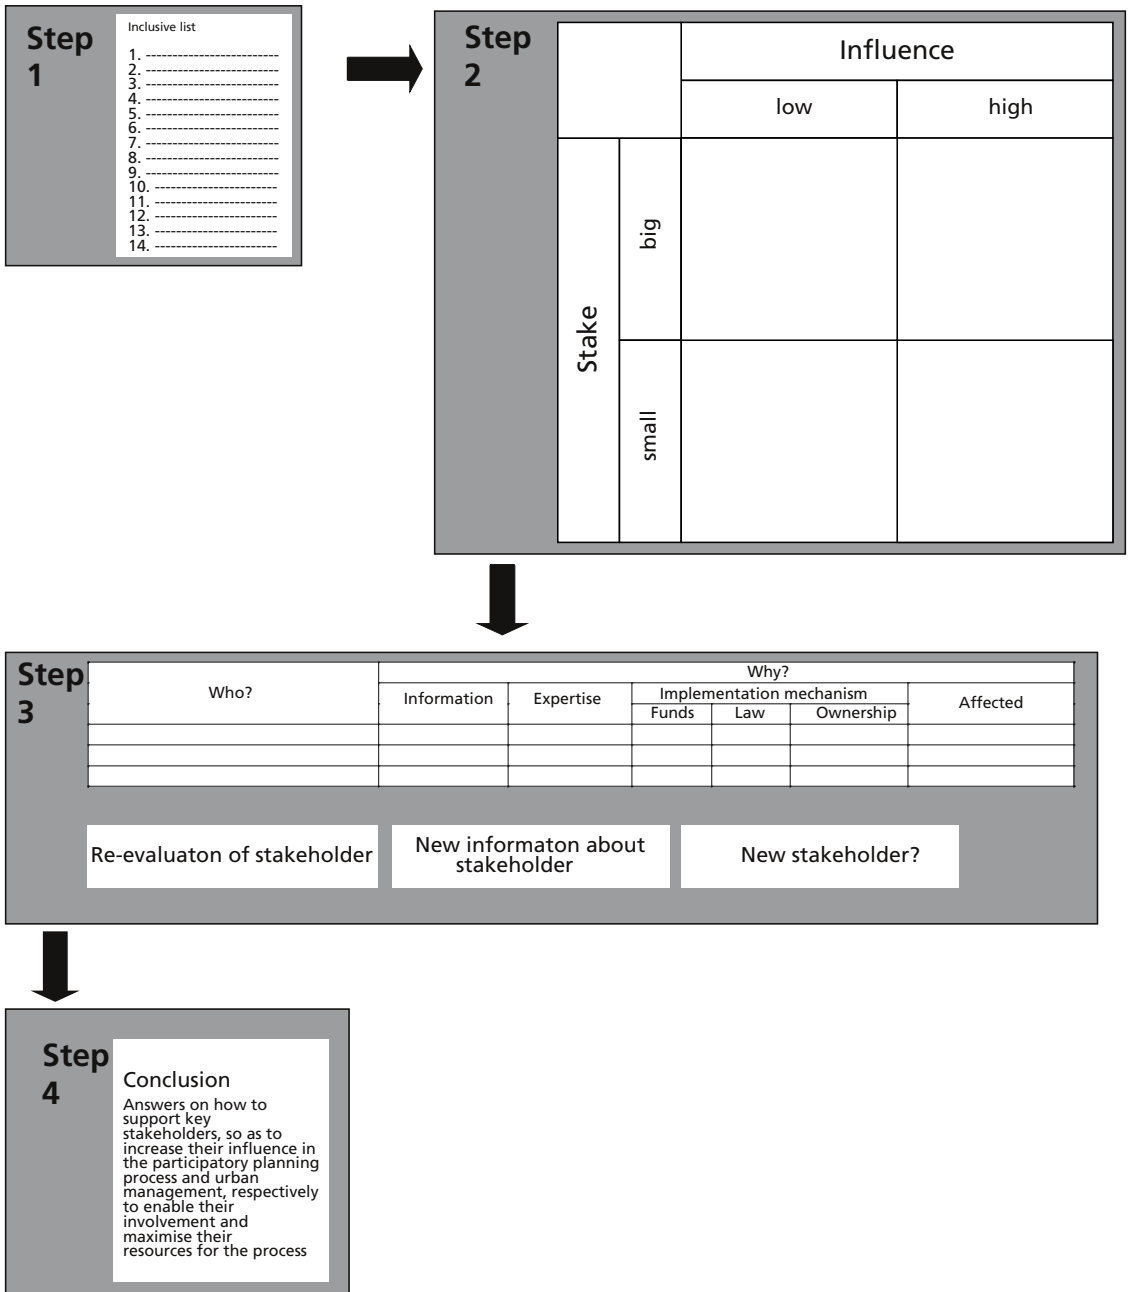 Step
1
Inclusive list
1. -------------------------
2. -------------------------
3. -------------------------
4. -------------------------
5. -------------------------
6. -------------------------
7. -------------------------
8. -------------------------
9. -------------------------
10. -----------------------
11. -----------------------
12. -----------------------
13. -----------------------
14. -----------------------
Step
2
Influence
low high
Stake
big
small
Step
3
Who?
Why?
Information Expertise Implementation mechanism Affected
Funds Law Ownership
Re-evaluaton of stakeholder
New informaton about
stakeholder
New stakeholder?
Step
4
Conclusion
Answers on how to
support key
stakeholders, so as to
increase their influence in
the participatory planning
process and urban
management, respectively
to enable their
involvement and
maximise their
resources for the process